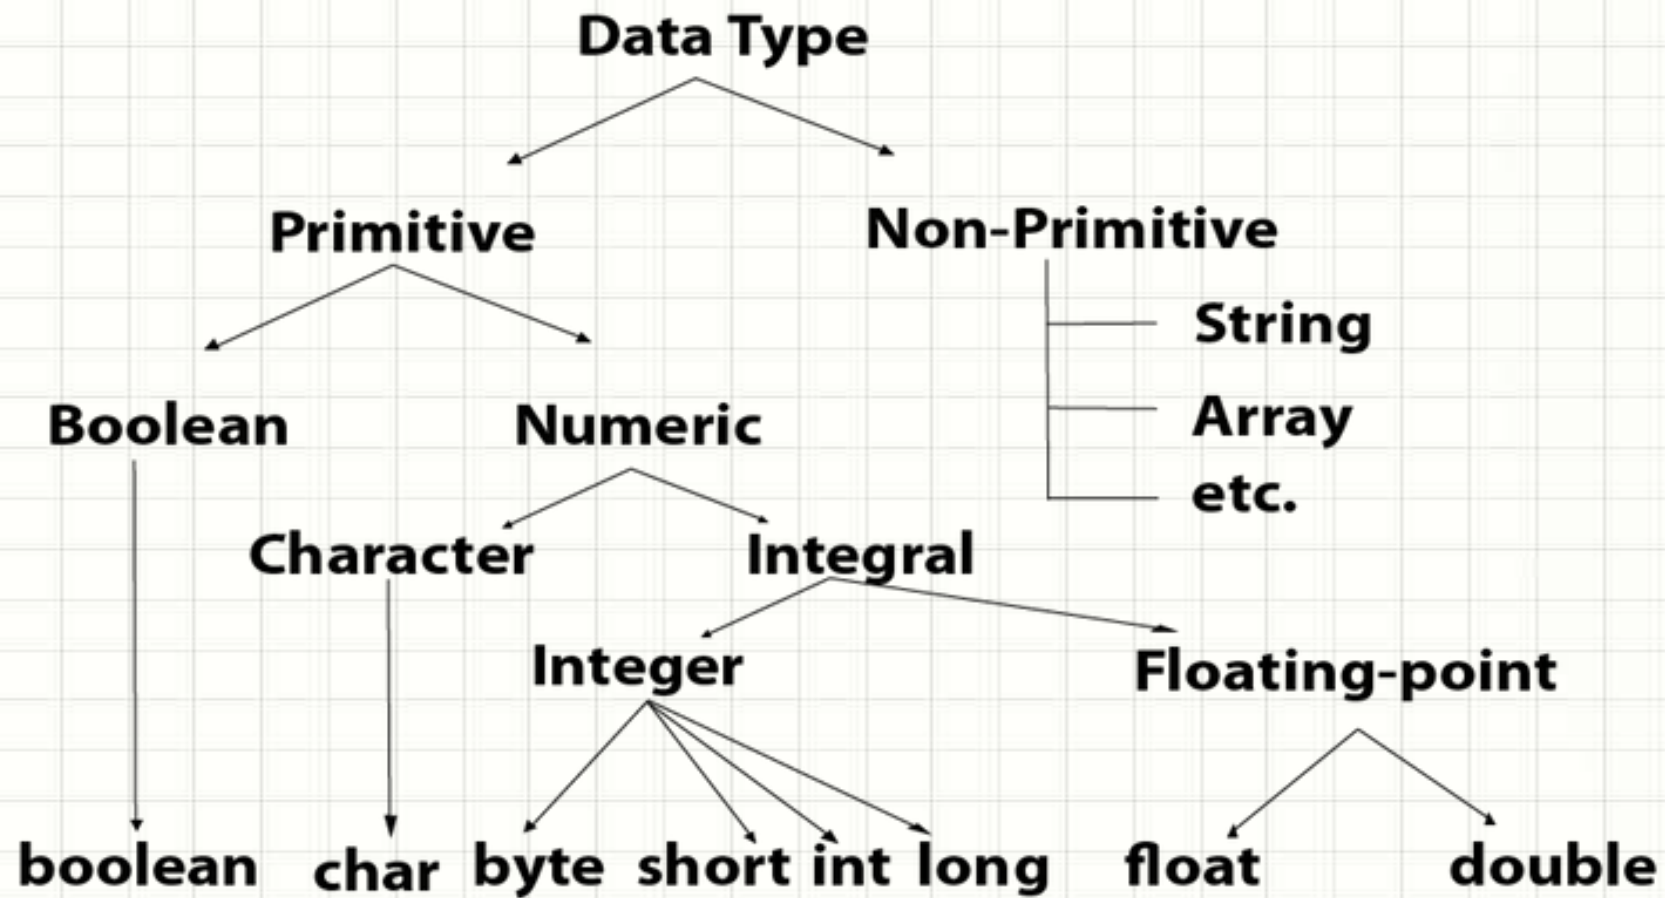 Data Type
Primitive
Non-Primitive
String
Array
etc.
Boolean
Numeric
Character
Integral
Integer
Floating-point
boolean
char
byte
short
int
long
float
double